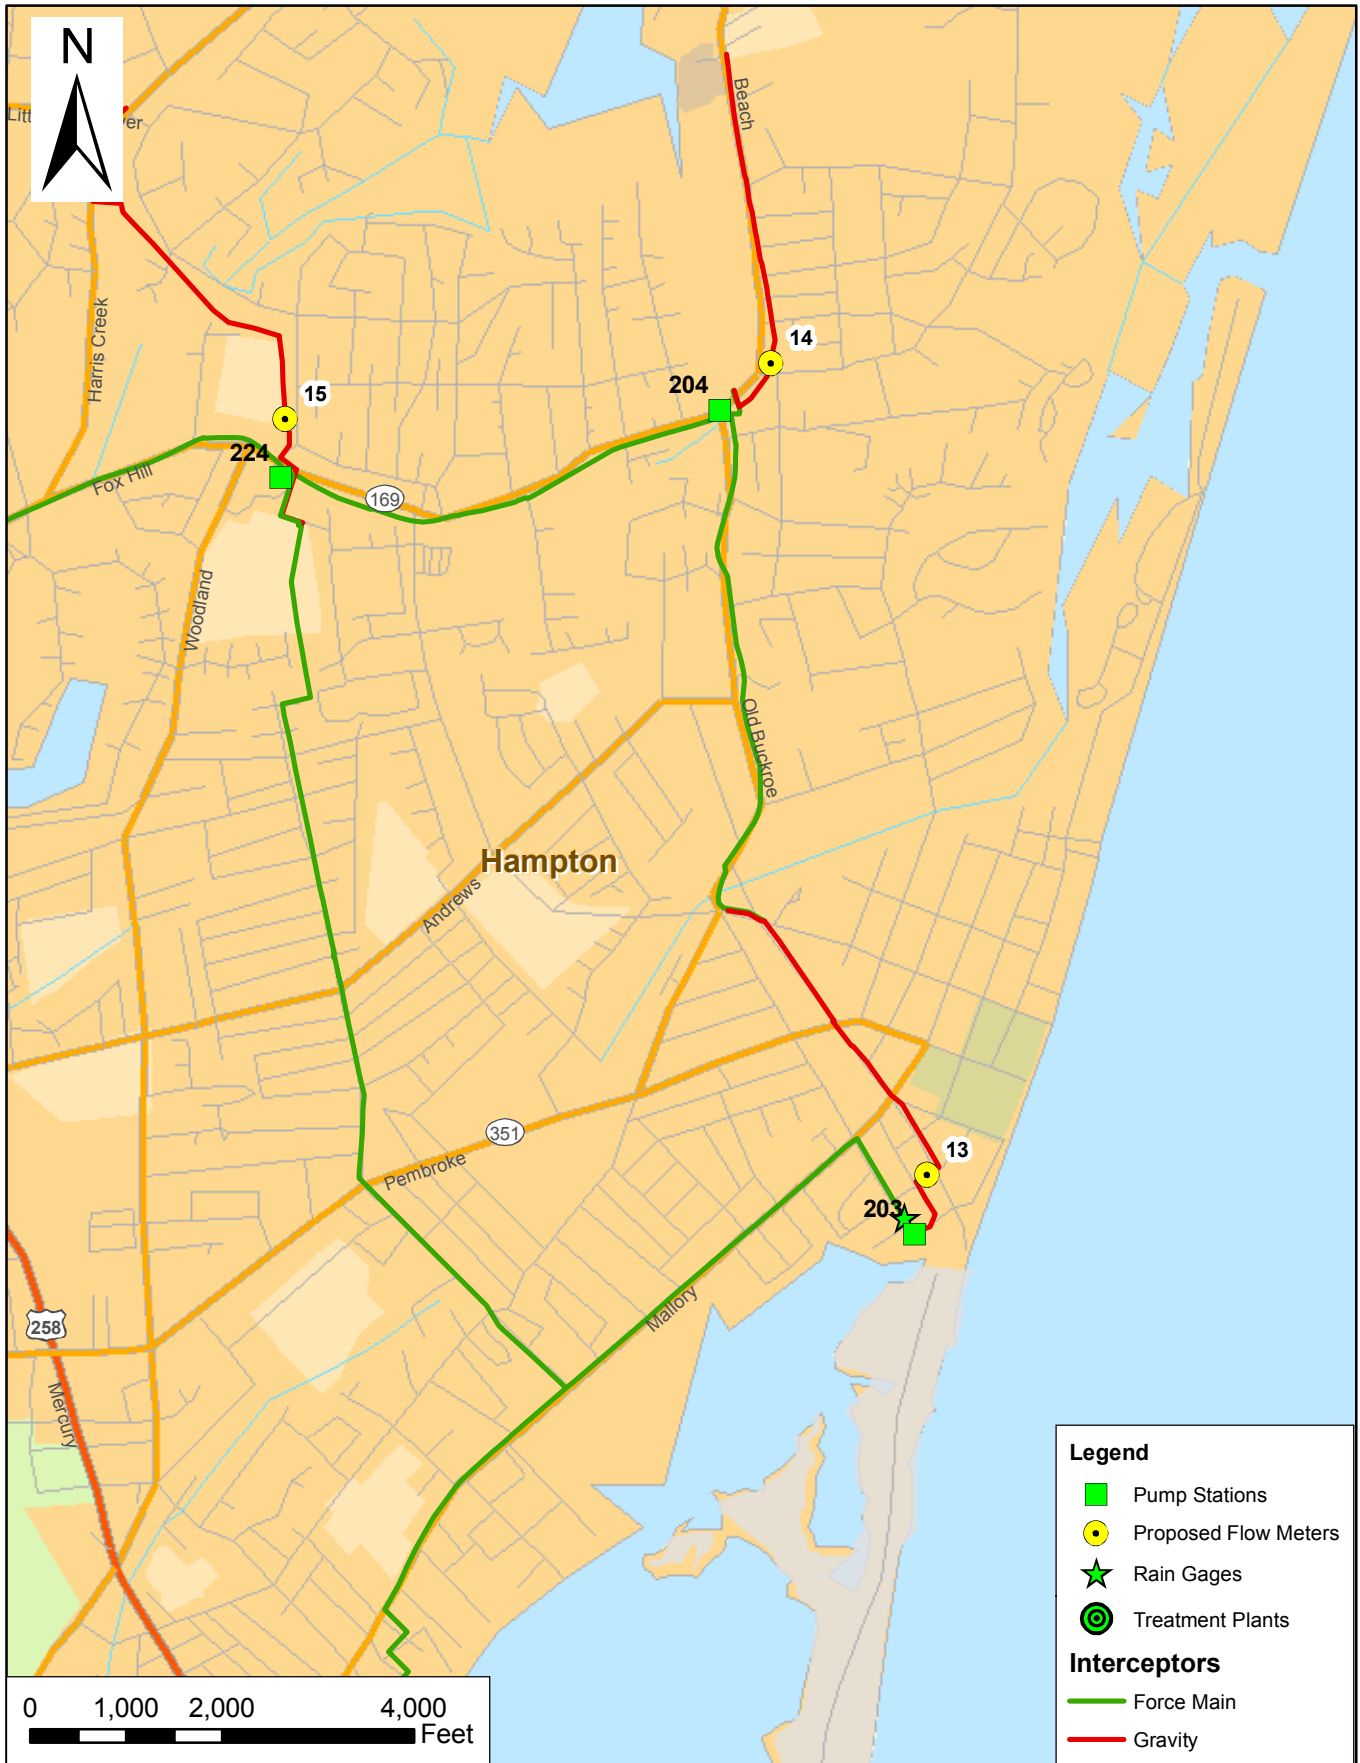 N
Beach
Litt
ver
Harris Creek
14
204
15
224
Fox Hill
169
Woodland
Old Buckroe
Hampton
Andrews
351
Pembroke
13
203
Mallory
258
Mercury
Legend
Pump Stations
Proposed Flow Meters
Rain Gages
Treatment Plants
Interceptors
Force Main
Gravity
0 1,000 2,000 4,000
Feet